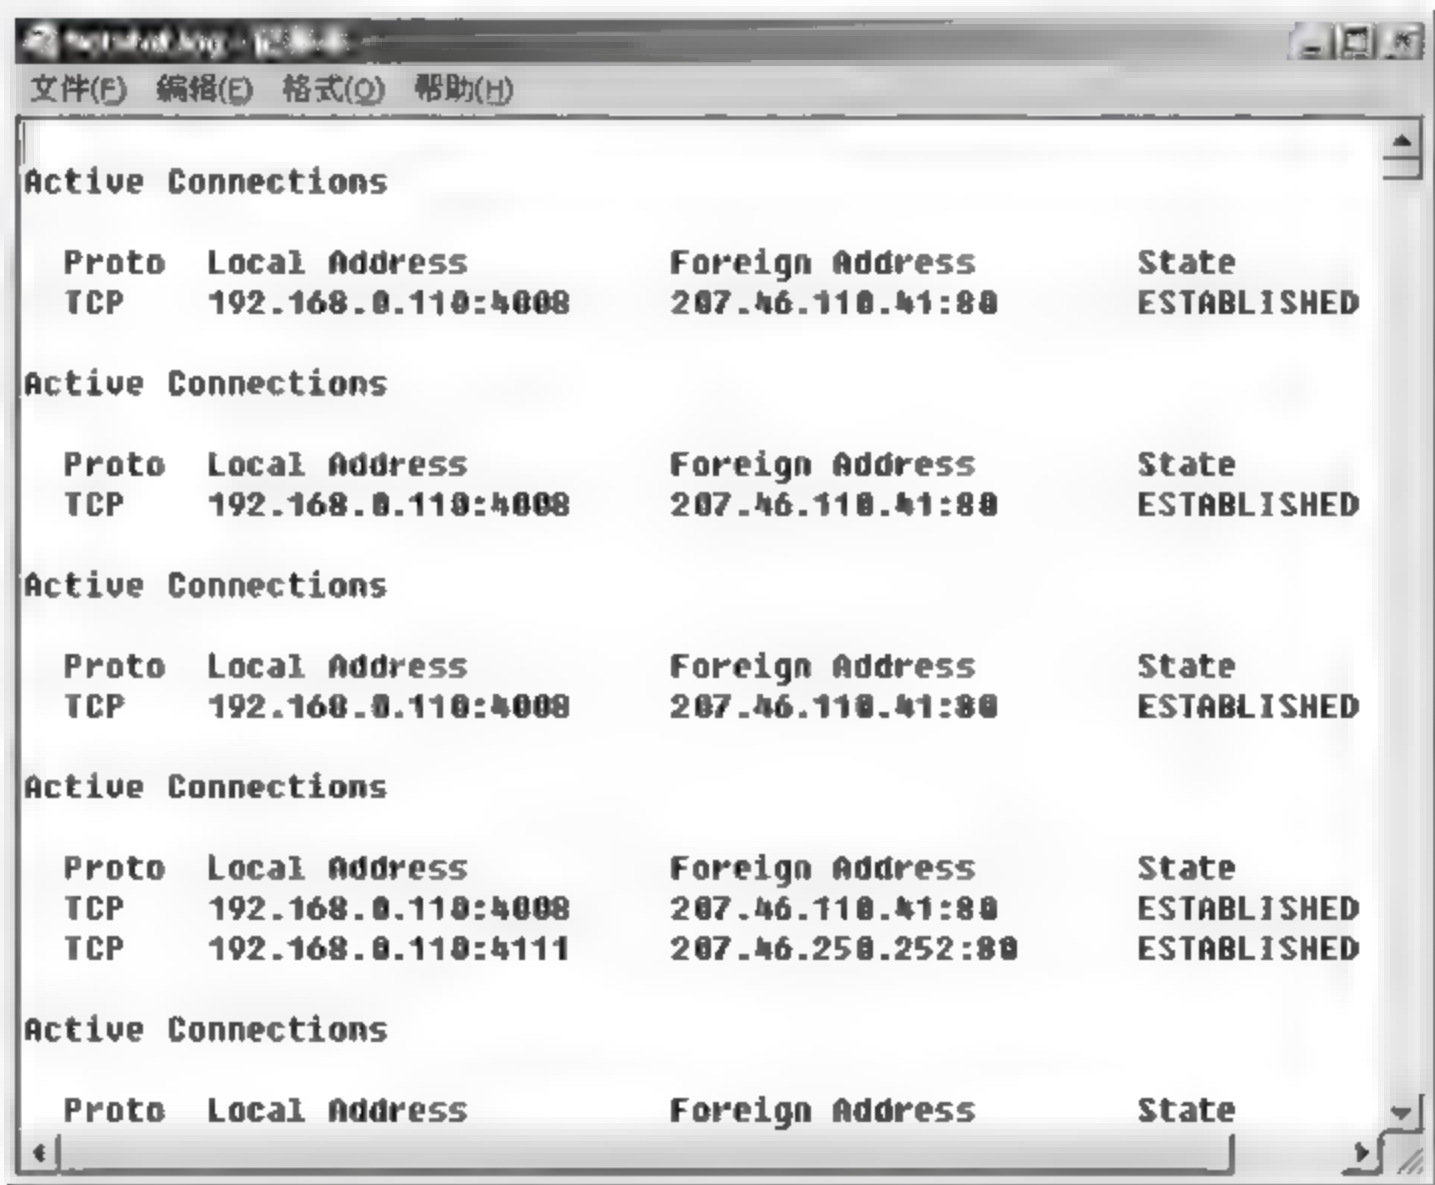 Netstat.log - 记事本
文件(F) 编辑(E) 格式(O) 帮助(H)
Active Connections
Proto Local Address Foreign Address State
TCP 192.168.0.110:4008 207.46.110.41:80 ESTABLISHED
Active Connections
Proto Local Address Foreign Address State
TCP 192.168.0.110:4008 207.46.110.41:80 ESTABLISHED
Active Connections
Proto Local Address Foreign Address State
TCP 192.168.0.110:4008 207.46.110.41:80 ESTABLISHED
Active Connections
Proto Local Address Foreign Address State
TCP 192.168.0.110:4008 207.46.110.41:80 ESTABLISHED
TCP 192.168.0.110:4111 207.46.250.252:80 ESTABLISHED
Active Connections
Proto Local Address Foreign Address State